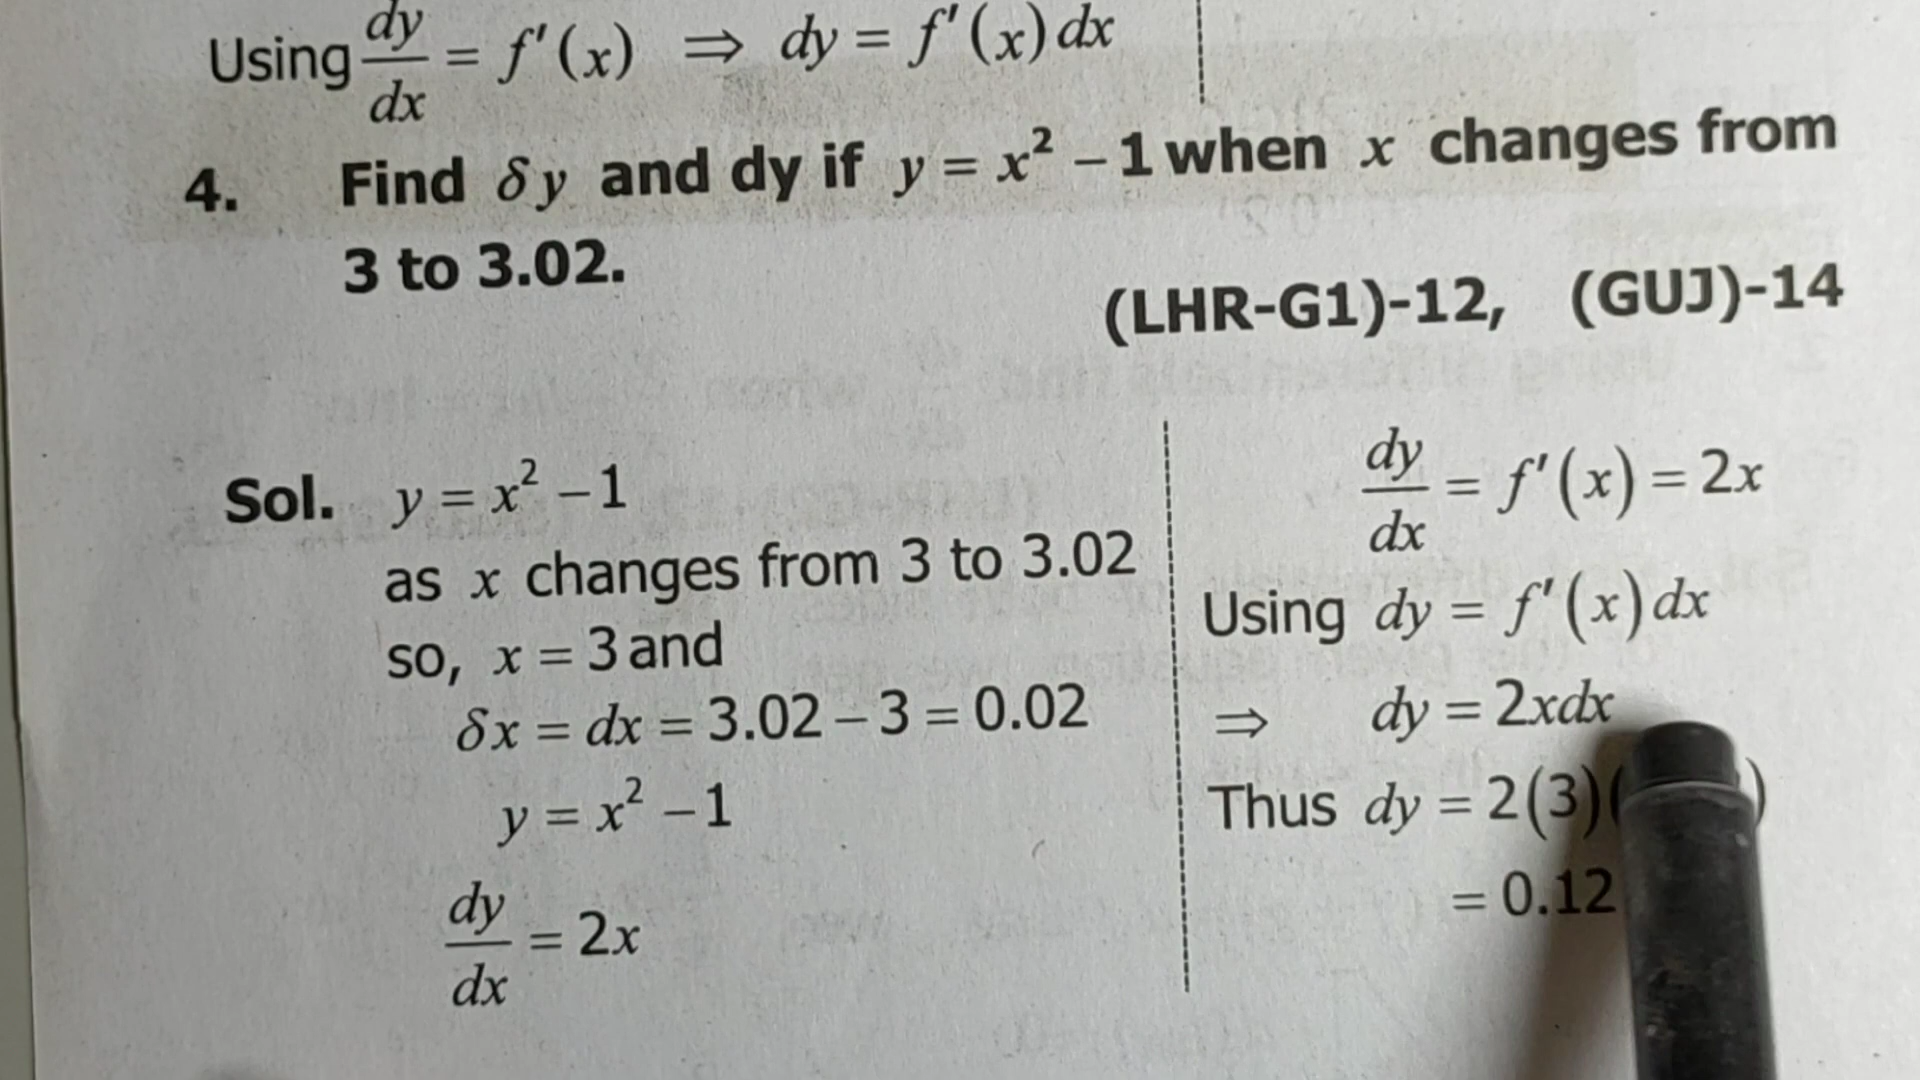 Using dy/dx = f′(x) ⇒ dy = f′(x)dx
4. Find δy and dy if y = x² − 1 when x changes from
3 to 3.02.
(LHR-G1)-12, (GUJ)-14
Sol. y = x² − 1
as x changes from 3 to 3.02
so, x = 3 and
δx = dx = 3.02 − 3 = 0.02
y = x² − 1
dy/dx = 2x
dy/dx = f′(x) = 2x
Using dy = f′(x)dx
⇒ dy = 2xdx
Thus dy = 2(3)( )
= 0.12